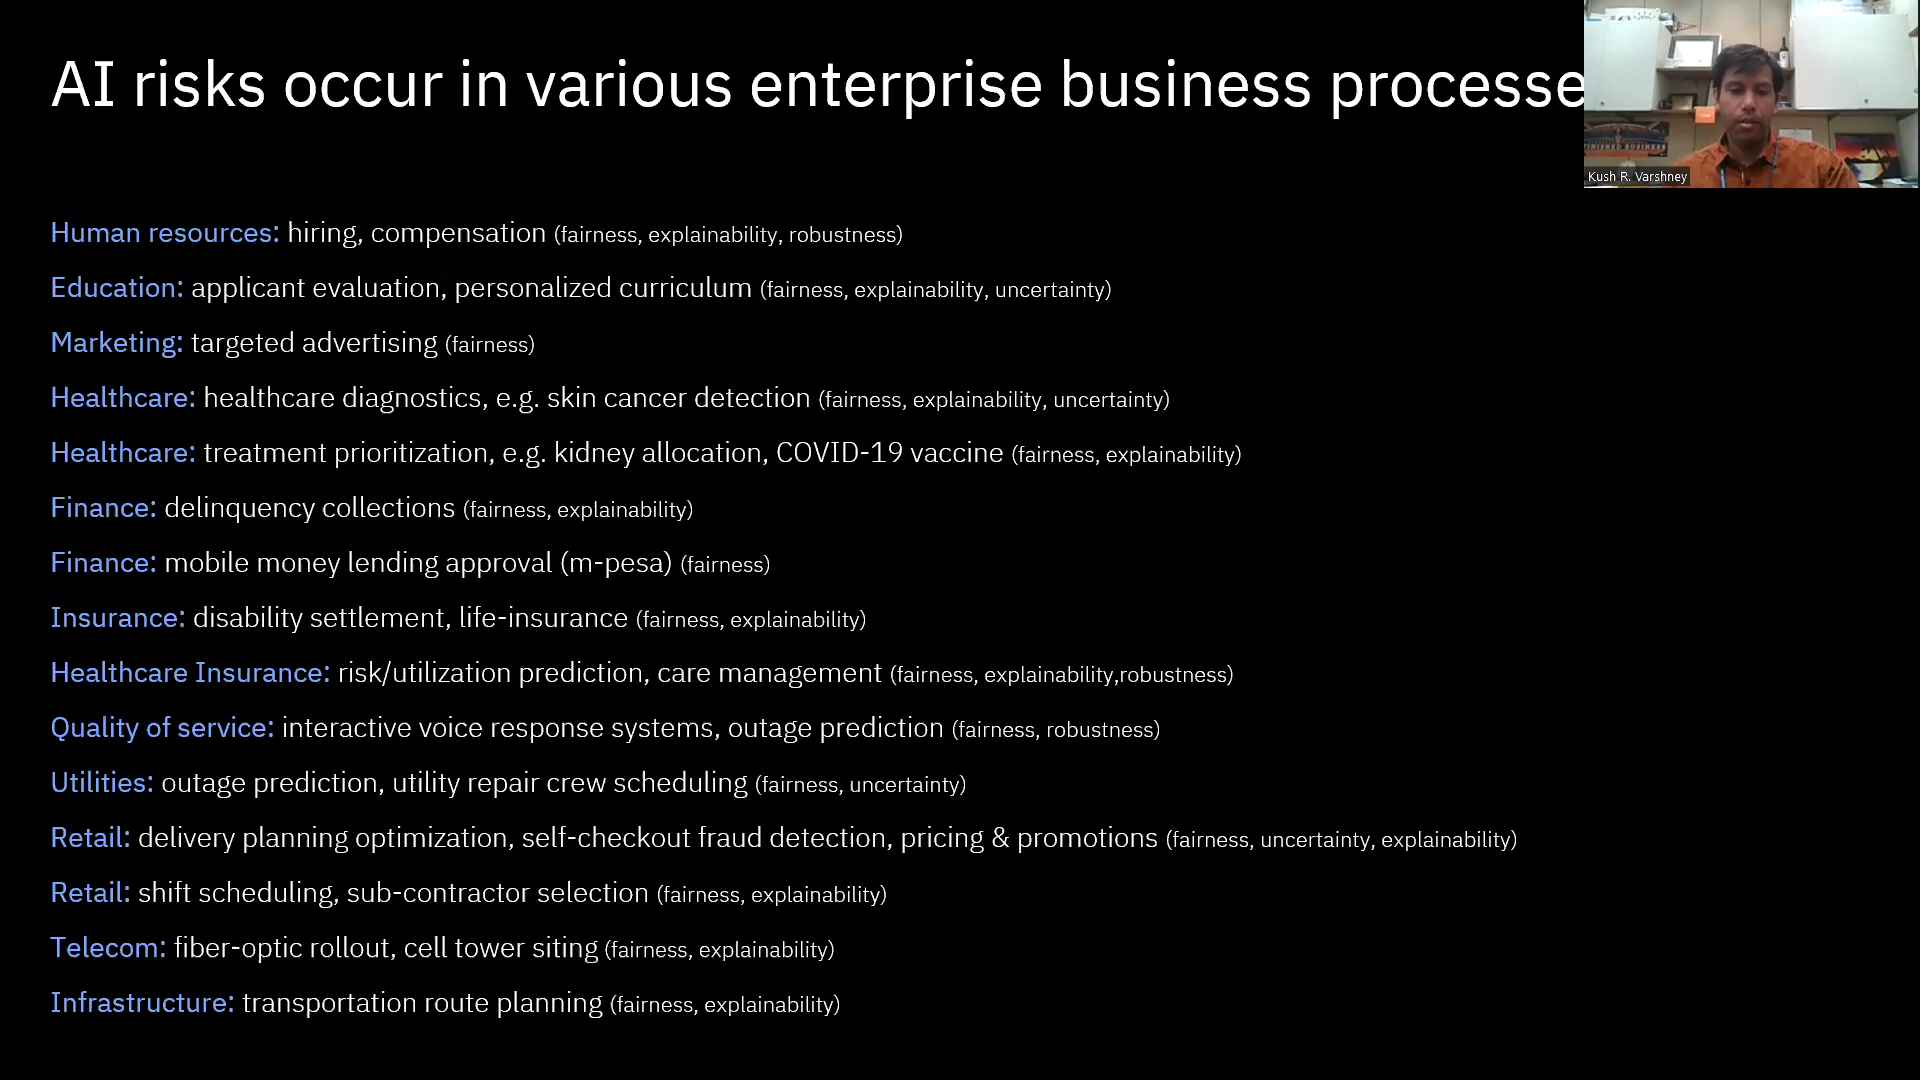 AI risks occur in various enterprise business processe
Kush R. Varshney
Human resources: hiring, compensation (fairness, explainability, robustness)
Education: applicant evaluation, personalized curriculum (fairness, explainability, uncertainty)
Marketing: targeted advertising (fairness)
Healthcare: healthcare diagnostics, e.g. skin cancer detection (fairness, explainability, uncertainty)
Healthcare: treatment prioritization, e.g. kidney allocation, COVID-19 vaccine (fairness, explainability)
Finance: delinquency collections (fairness, explainability)
Finance: mobile money lending approval (m-pesa) (fairness)
Insurance: disability settlement, life-insurance (fairness, explainability)
Healthcare Insurance: risk/utilization prediction, care management (fairness, explainability,robustness)
Quality of service: interactive voice response systems, outage prediction (fairness, robustness)
Utilities: outage prediction, utility repair crew scheduling (fairness, uncertainty)
Retail: delivery planning optimization, self-checkout fraud detection, pricing & promotions (fairness, uncertainty, explainability)
Retail: shift scheduling, sub-contractor selection (fairness, explainability)
Telecom: fiber-optic rollout, cell tower siting (fairness, explainability)
Infrastructure: transportation route planning (fairness, explainability)